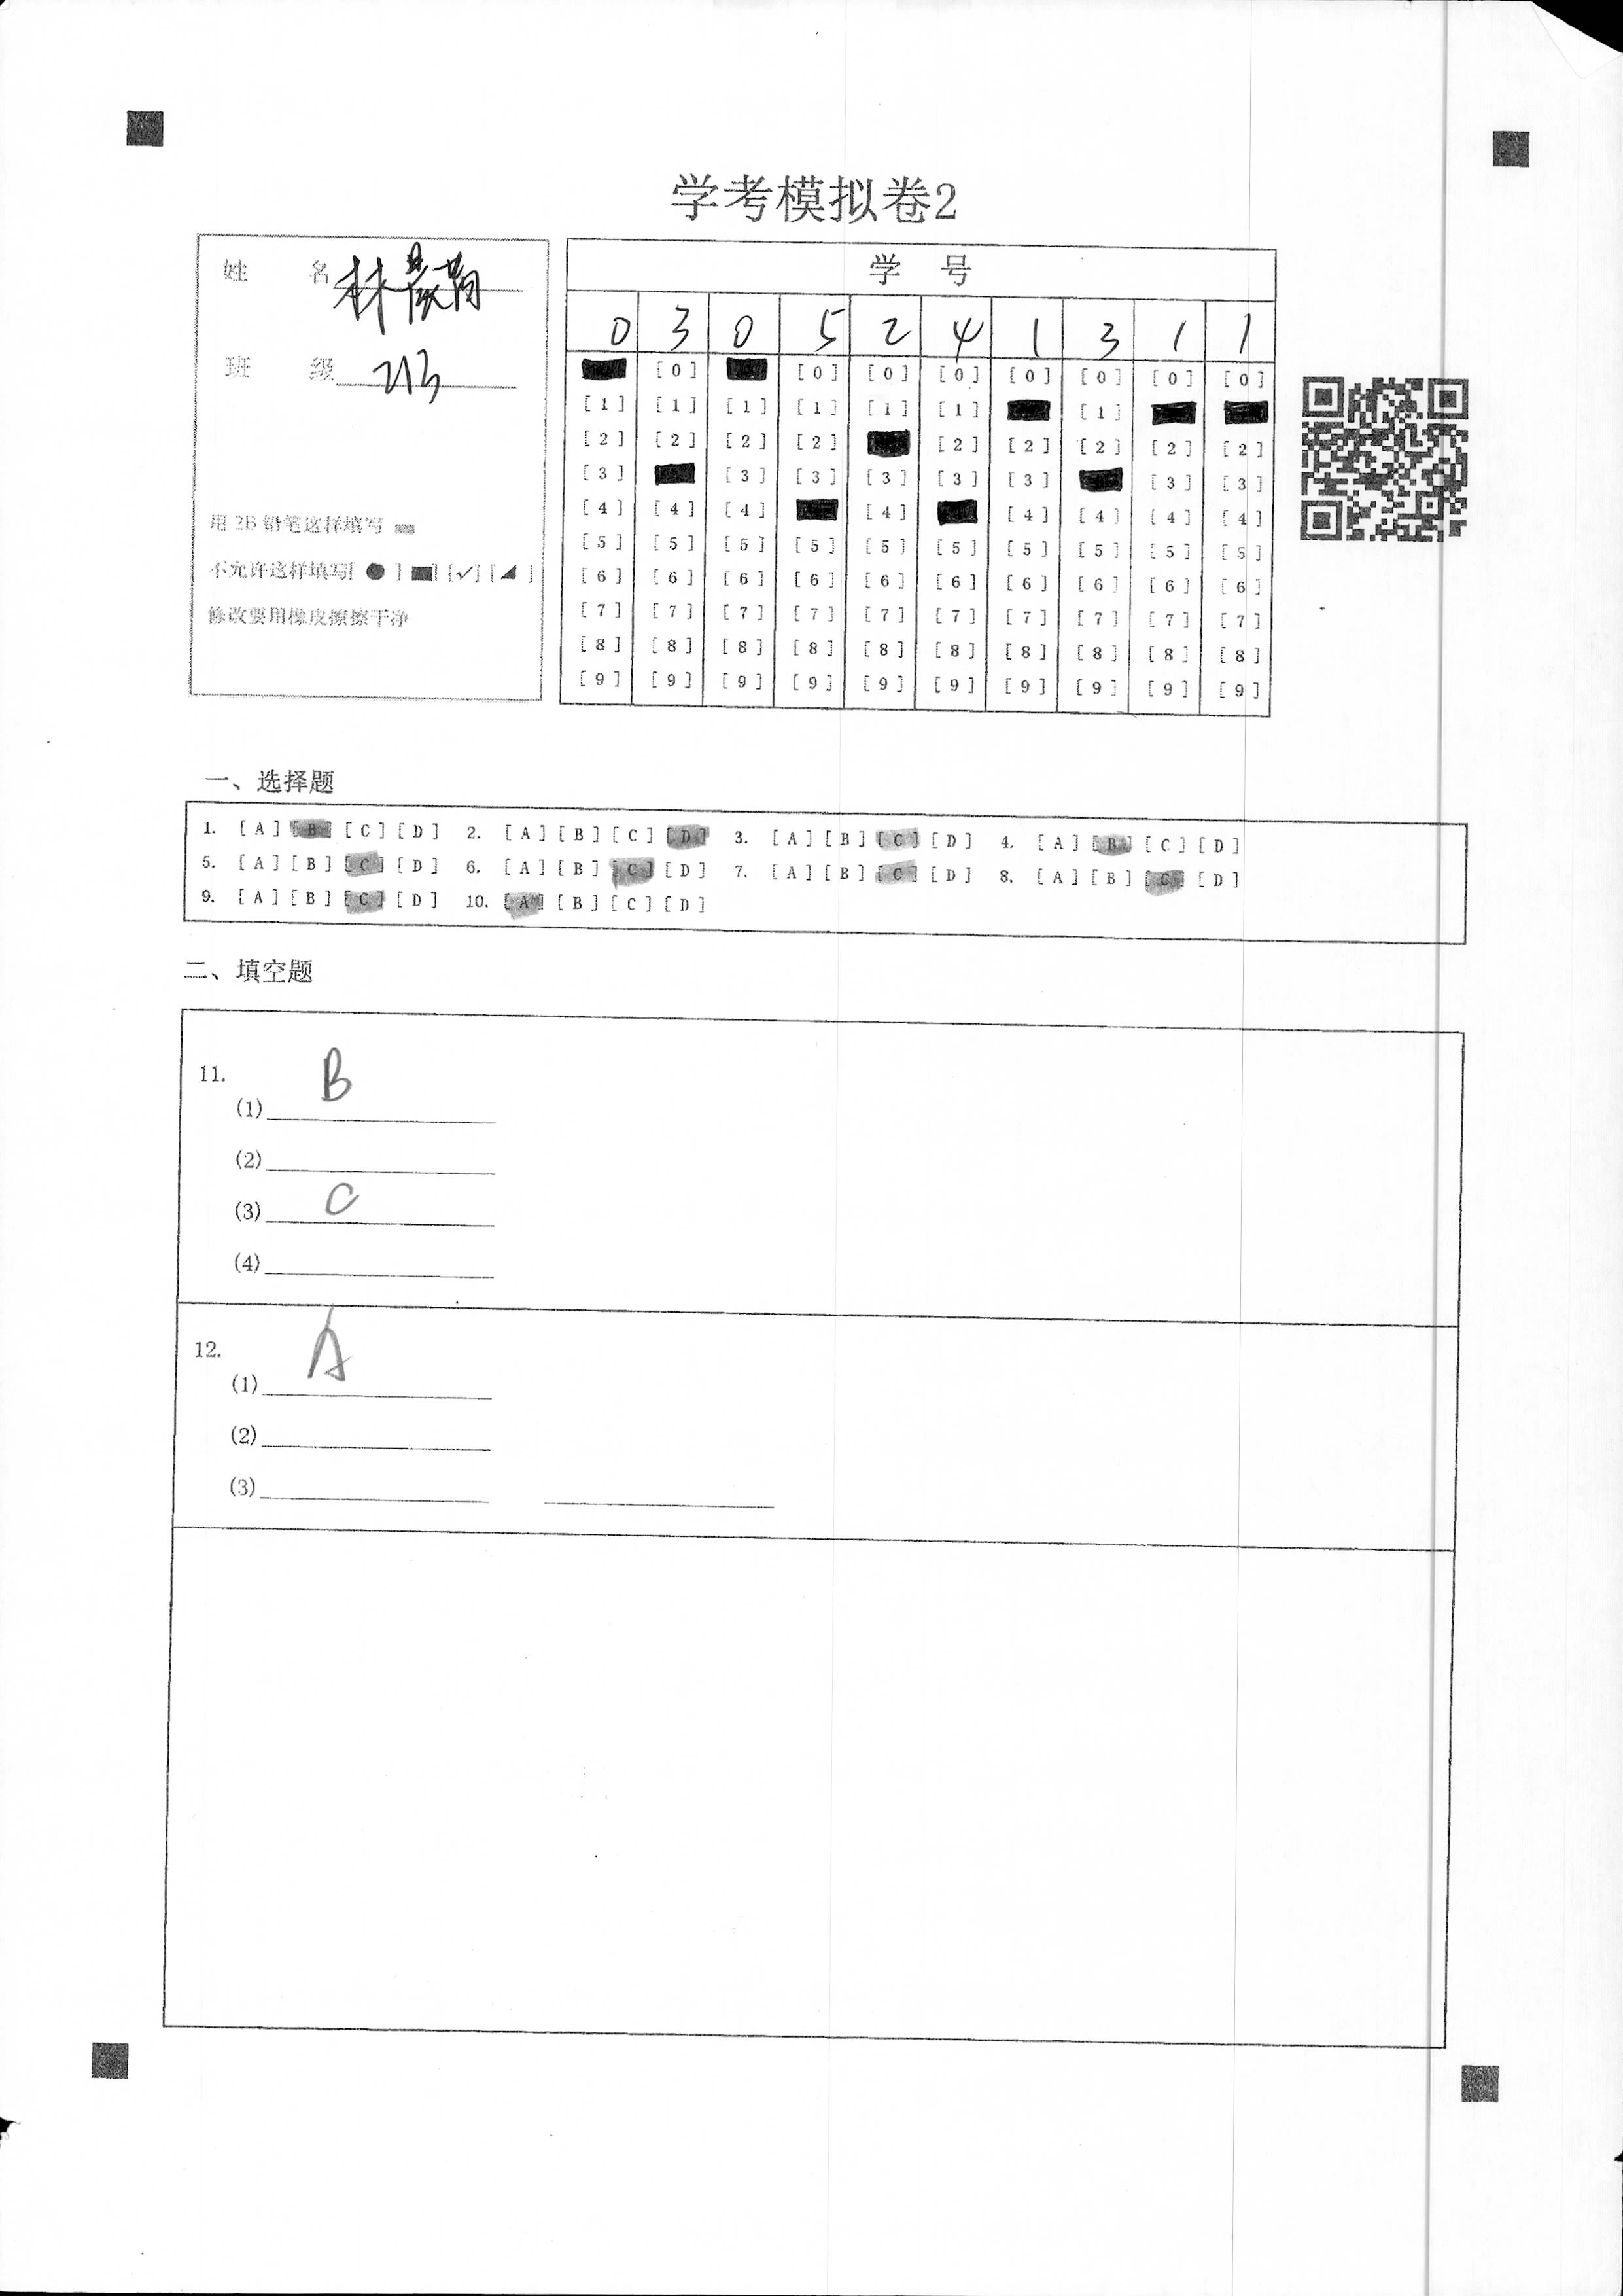 学考模拟卷2
姓 名 林
班 级 213
用 2B 铅笔这样填写
不允许这样填写[ ● ] [■] [✓] [◢ ]
修改要用橡皮擦擦干净
学 号
0 3 0 5 2 4 1 3 1 1
[0] [0] [0] [0] [0] [0] [0]
[1] [1] [1] [1] [1] [1] [1]
[2] [2] [2] [2] [2] [2] [2] [2] [2]
[3] [3] [3] [3] [3] [3] [3] [3]
[4] [4] [4] [4] [4] [4] [4] [4]
[5] [5] [5] [5] [5] [5] [5] [5] [5] [5]
[6] [6] [6] [6] [6] [6] [6] [6] [6] [6]
[7] [7] [7] [7] [7] [7] [7] [7] [7] [7]
[8] [8] [8] [8] [8] [8] [8] [8] [8] [8]
[9] [9] [9] [9] [9] [9] [9] [9] [9] [9]
一、选择题
1. [A] [B] [C] [D] 2. [A] [B] [C] [D] 3. [A] [B] [C] [D] 4. [A] [B] [C] [D]
5. [A] [B] [C] [D] 6. [A] [B] [C] [D] 7. [A] [B] [C] [D] 8. [A] [B] [C] [D]
9. [A] [B] [C] [D] 10. [A] [B] [C] [D]
二、填空题
11.
(1) B
(2)
(3) C
(4)
12.
(1) A
(2)
(3)